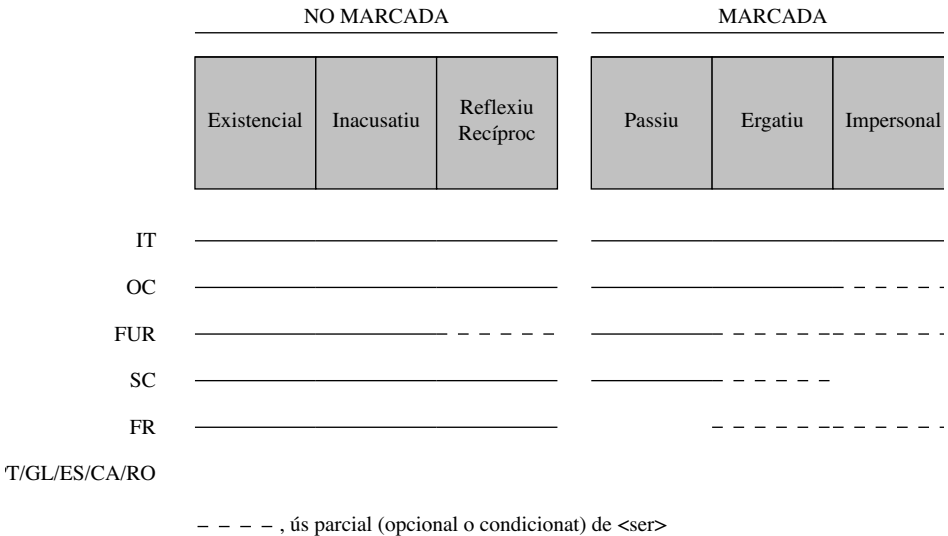 NO MARCADA MARCADA
Existencial Inacusatiu Reflexiu Recíproc Passiu Ergatiu Impersonal
IT
OC
FUR
SC
FR
T/GL/ES/CA/RO
– – – – , ús parcial (opcional o condicionat) de <ser>